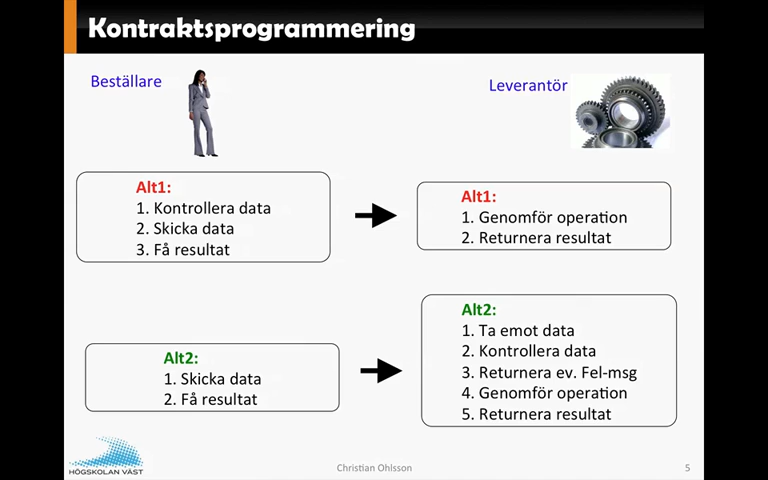 Kontraktsprogrammering
Beställare
Leverantör
Alt1:
1. Kontrollera data
2. Skicka data
3. Få resultat
Alt1:
1. Genomför operation
2. Returnera resultat
Alt2:
1. Skicka data
2. Få resultat
Alt2:
1. Ta emot data
2. Kontrollera data
3. Returnera ev. Fel-msg
4. Genomför operation
5. Returnera resultat
HÖGSKOLAN VÄST
Christian Ohlsson
5